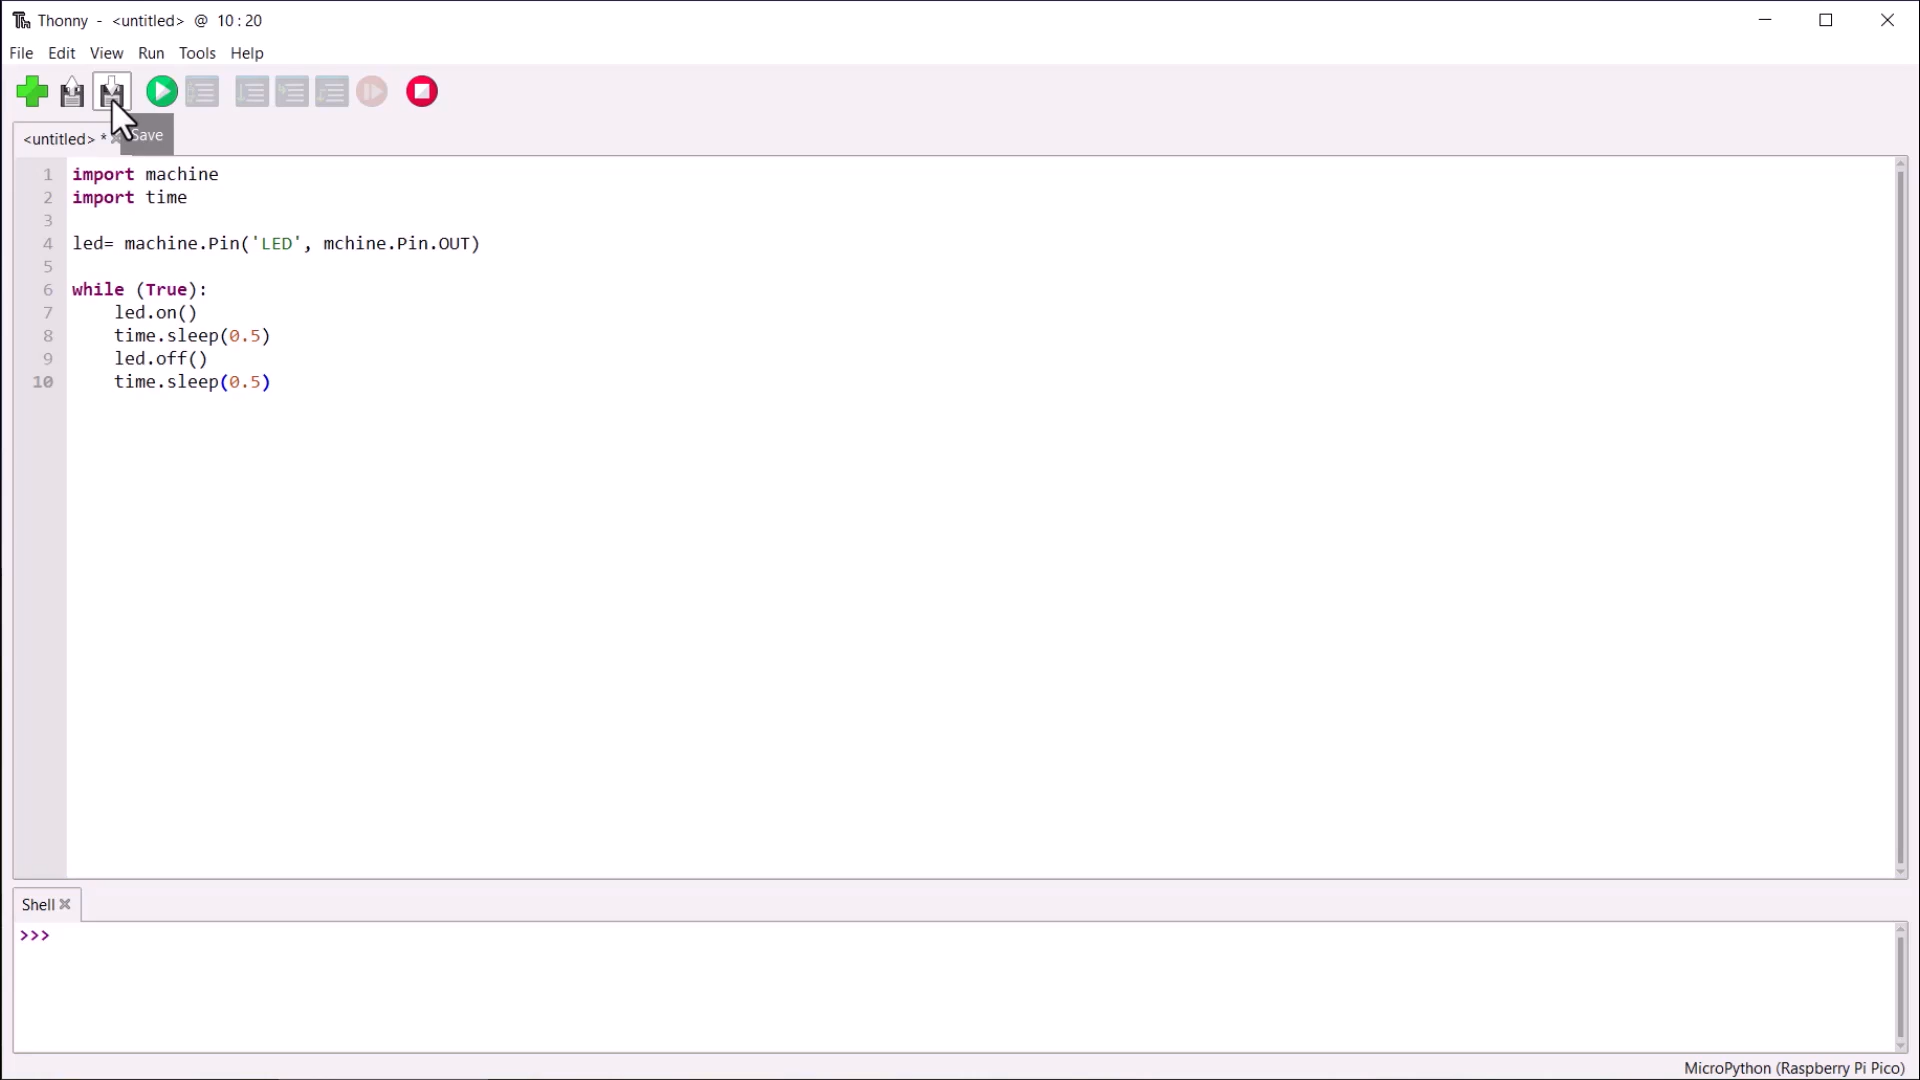 Thonny - <untitled> @ 10:20
File Edit View Run Tools Help
<untitled> *
Save
1 import machine
2 import time
3
4 led= machine.Pin('LED', mchine.Pin.OUT)
5
6 while (True):
7     led.on()
8     time.sleep(0.5)
9     led.off()
10     time.sleep(0.5)
Shell
>>>
MicroPython (Raspberry Pi Pico)